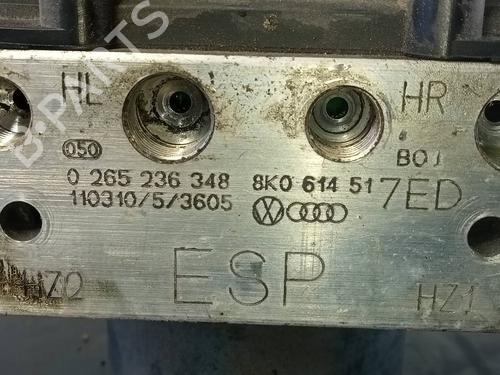 HL HR
050 B01
0 265 236 348 8K0 614 517ED
110310/5/3605
ESP
HZ2 HZ1
B-PARTS